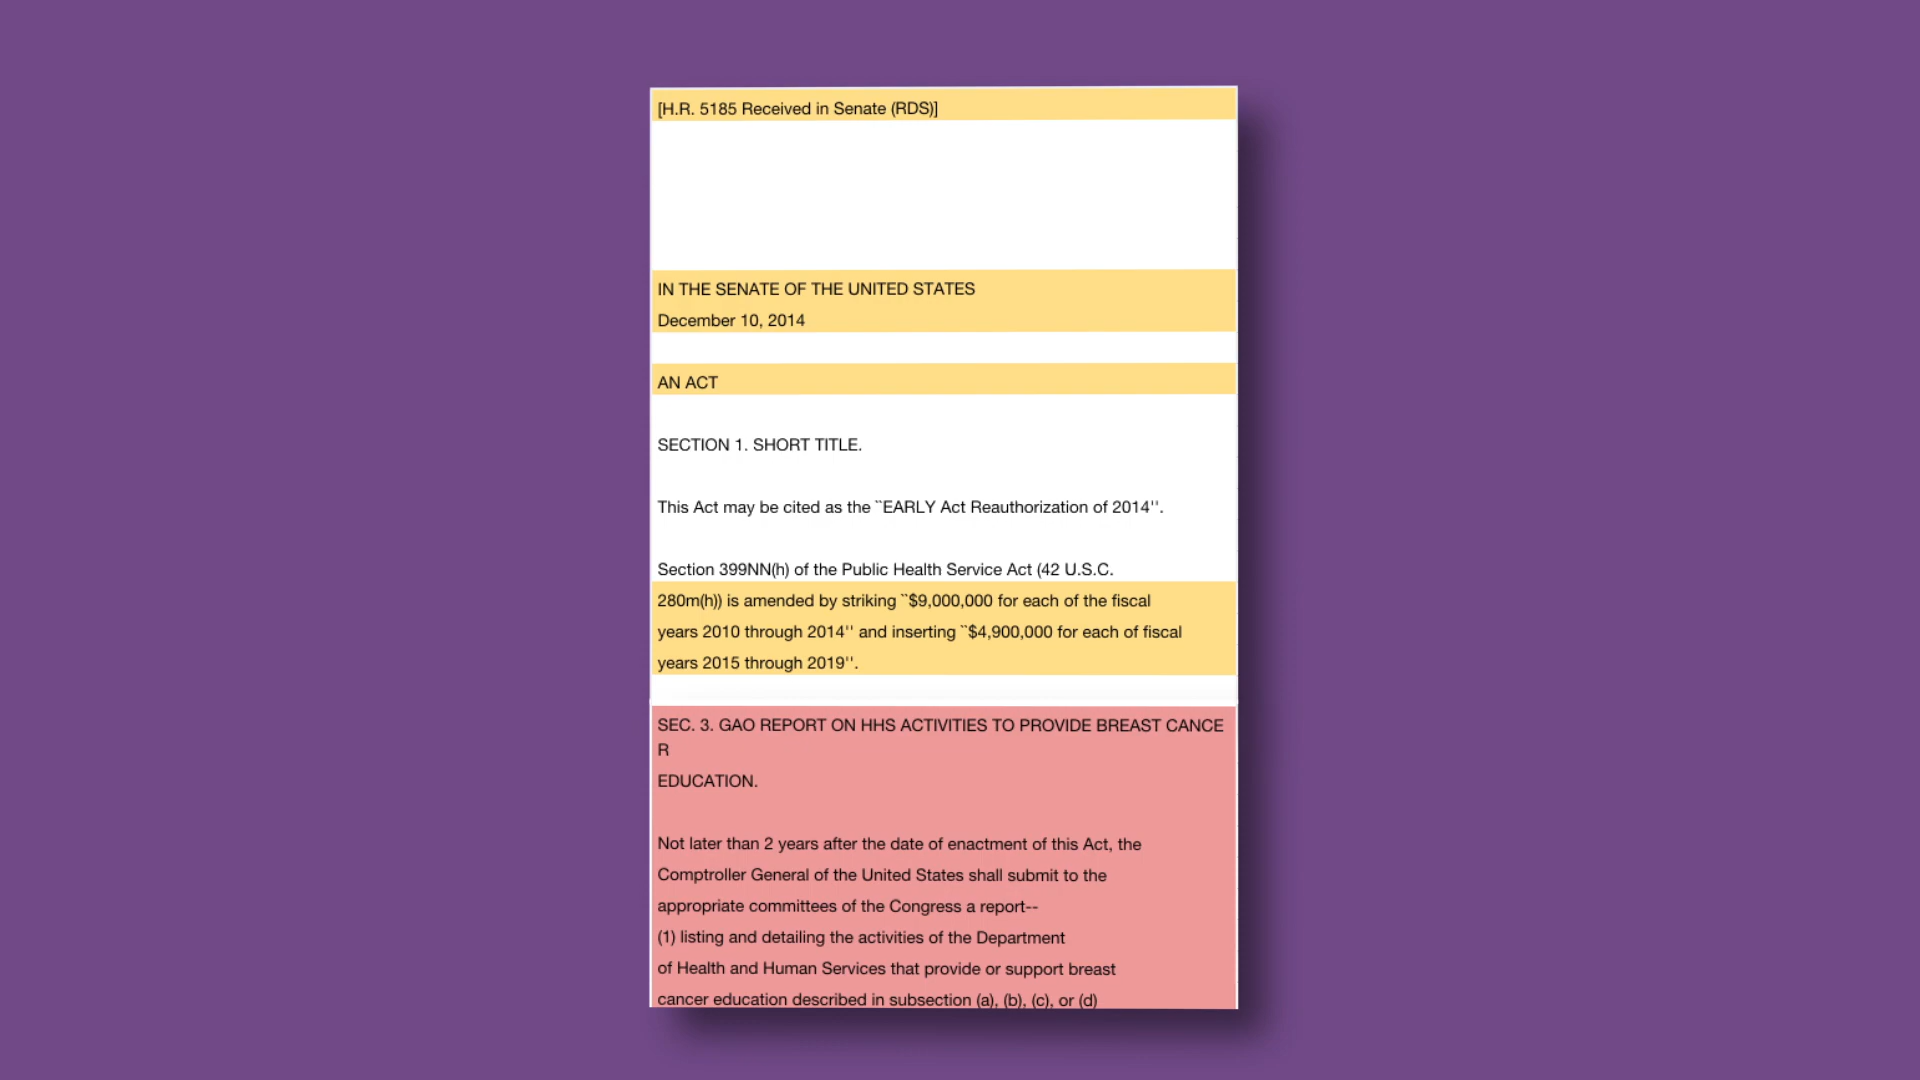 [H.R. 5185 Received in Senate (RDS)]
IN THE SENATE OF THE UNITED STATES
December 10, 2014
AN ACT
SECTION 1. SHORT TITLE.
This Act may be cited as the ``EARLY Act Reauthorization of 2014''.
Section 399NN(h) of the Public Health Service Act (42 U.S.C.
280m(h)) is amended by striking ``$9,000,000 for each of the fiscal
years 2010 through 2014'' and inserting ``$4,900,000 for each of fiscal
years 2015 through 2019''.
SEC. 3. GAO REPORT ON HHS ACTIVITIES TO PROVIDE BREAST CANCE
R
EDUCATION.
Not later than 2 years after the date of enactment of this Act, the
Comptroller General of the United States shall submit to the
appropriate committees of the Congress a report--
(1) listing and detailing the activities of the Department
of Health and Human Services that provide or support breast
cancer education described in subsection (a), (b), (c), or (d)